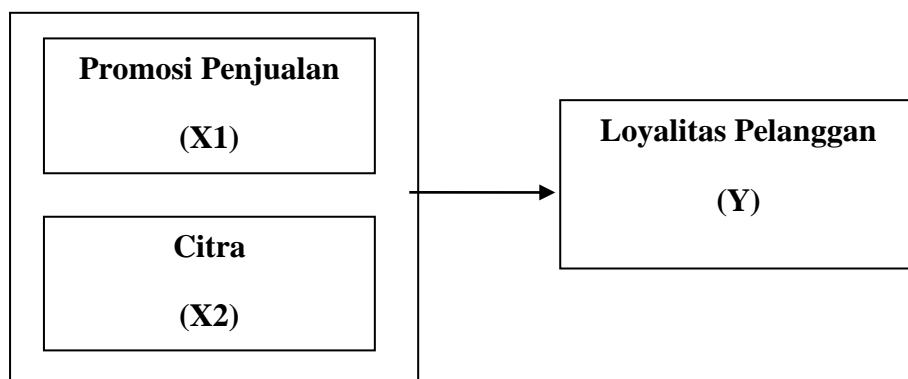 Promosi Penjualan
(X1)
Citra
(X2)
Loyalitas Pelanggan
(Y)